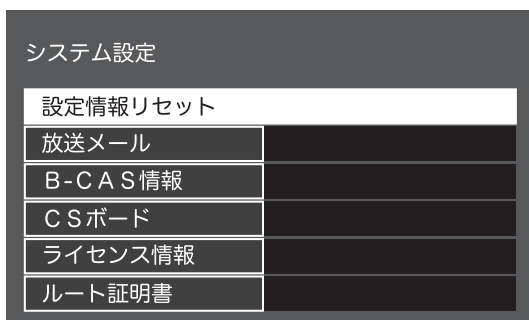 システム設定
設定情報リセット
放送メール
Ｂ-ＣＡＳ情報
ＣＳボード
ライセンス情報
ルート証明書